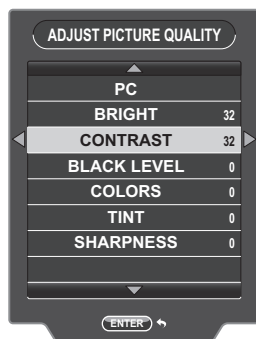 ADJUST PICTURE QUALITY
PC
BRIGHT 32
CONTRAST 32
BLACK LEVEL 0
COLORS 0
TINT 0
SHARPNESS 0
ENTER